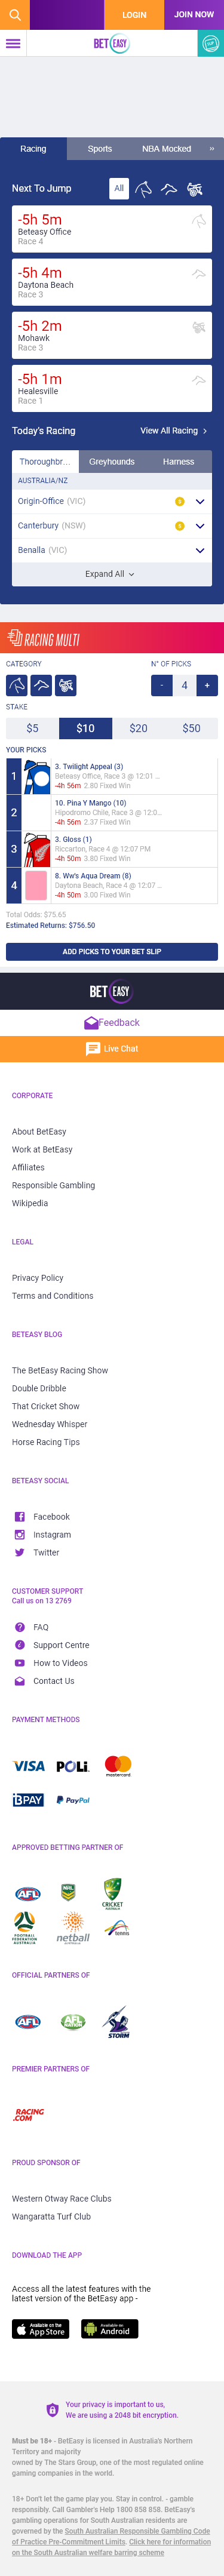 LOGIN
JOIN NOW
BET EASY
Racing
Sports
NBA Mocked
»
Next To Jump
All
-5h 5m
Beteasy Office
Race 4
-5h 4m
Daytona Beach
Race 3
-5h 2m
Mohawk
Race 3
-5h 1m
Healesville
Race 1
Today's Racing
View All Racing
Thoroughbr...
Greyhounds
Harness
AUSTRALIA/NZ
Origin-Office (VIC)
Canterbury (NSW)
Benalla (VIC)
Expand All
RACING MULTI
CATEGORY
N° OF PICKS
- 4 +
STAKE
$5 $10 $20 $50
YOUR PICKS
1
3. Twilight Appeal (3)
Beteasy Office, Race 3 @ 12:01 ...
-4h 56m 2.80 Fixed Win
2
10. Pina Y Mango (10)
Hipodromo Chile, Race 3 @ 12:0...
-4h 56m 2.37 Fixed Win
3
3. Gloss (1)
Riccarton, Race 4 @ 12:07 PM
-4h 50m 3.80 Fixed Win
4
8. Ww's Aqua Dream (8)
Daytona Beach, Race 4 @ 12:07 ...
-4h 50m 3.00 Fixed Win
Total Odds: $75.65
Estimated Returns: $756.50
ADD PICKS TO YOUR BET SLIP
BET EASY
Feedback
Live Chat
CORPORATE
About BetEasy
Work at BetEasy
Affiliates
Responsible Gambling
Wikipedia
LEGAL
Privacy Policy
Terms and Conditions
BETEASY BLOG
The BetEasy Racing Show
Double Dribble
That Cricket Show
Wednesday Whisper
Horse Racing Tips
BETEASY SOCIAL
Facebook
Instagram
Twitter
CUSTOMER SUPPORT
Call us on 13 2769
FAQ
Support Centre
How to Videos
Contact Us
PAYMENT METHODS
VISA
POLi
mastercard
BPAY
PayPal
APPROVED BETTING PARTNER OF
AFL
NRL
CRICKET
AUSTRALIA
FOOTBALL
FEDERATION
AUSTRALIA
netball
AUSTRALIA
tennis
OFFICIAL PARTNERS OF
AFL
AFL
NATION
STORM
PREMIER PARTNERS OF
RACING
.COM
PROUD SPONSOR OF
Western Otway Race Clubs
Wangaratta Turf Club
DOWNLOAD THE APP
Access all the latest features with the
latest version of the BetEasy app -
Available on the
App Store
Available on
Android
Your privacy is important to us,
We are using a 2048 bit encryption.
Must be 18+ - BetEasy is licensed in Australia's Northern
Territory and majority
owned by The Stars Group, one of the most regulated online
gaming companies in the world.
18+ Don't let the game play you. Stay in control. - gamble
responsibly. Call Gambler's Help 1800 858 858. BetEasy's
gambling operations for South Australian residents are
governed by the South Australian Responsible Gambling Code
of Practice Pre-Commitment Limits. Click here for information
on the South Australian welfare barring scheme